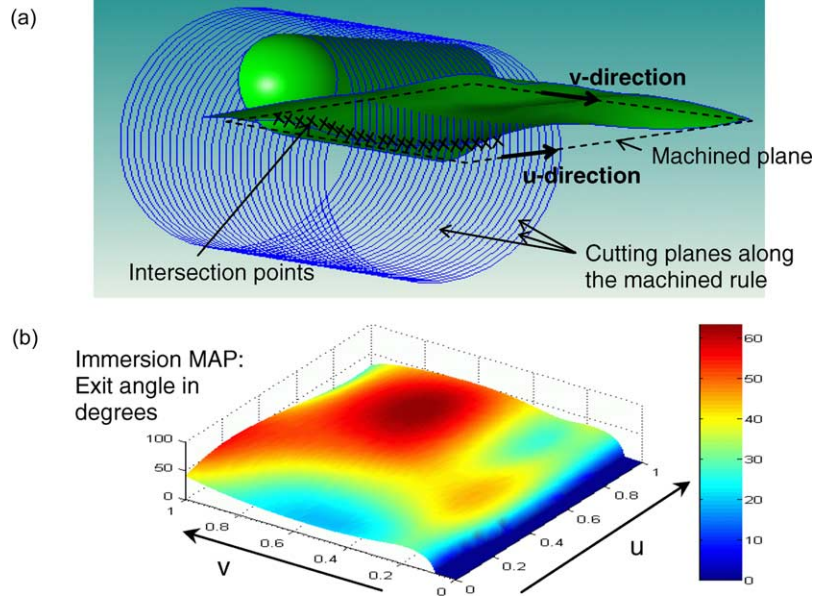 (a)
v-direction
Machined plane
u-direction
Intersection points
Cutting planes along
the machined rule
(b)
Immersion MAP:
Exit angle in
degrees
100
50
0
1
0.8
0.6
0.4
0.2
0
v
0
0.2
0.4
0.6
0.8
1
u
60
50
40
30
20
10
0